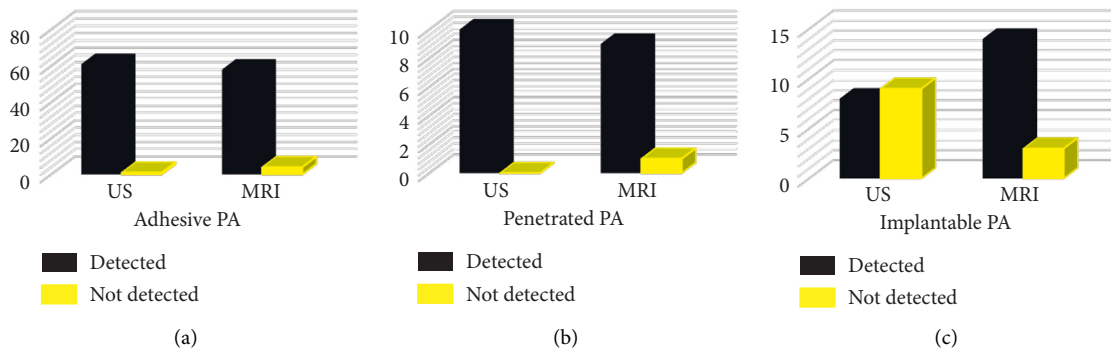 80
60
40
20
0
US MRI
Adhesive PA
Detected
Not detected
(a)
10
8
6
4
2
0
US MRI
Penetrated PA
Detected
Not detected
(b)
15
10
5
0
US MRI
Implantable PA
Detected
Not detected
(c)